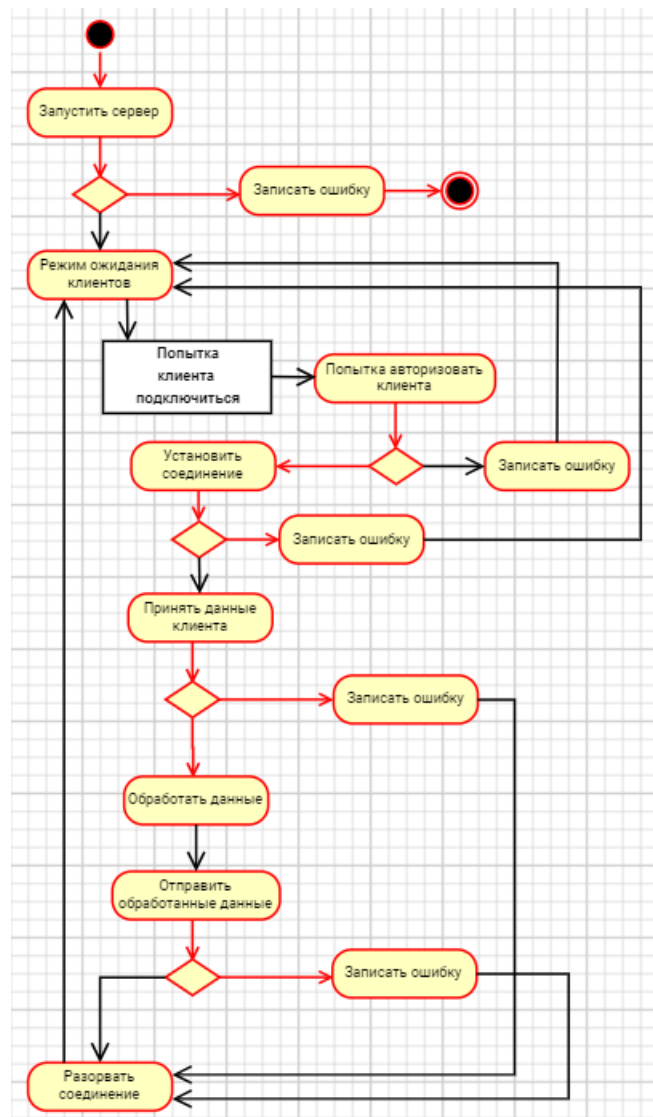 Запустить сервер
Записать ошибку
Режим ожидания
клиентов
Попытка
клиента
подключиться
Попытка авторизовать
клиента
Установить
соединение
Записать ошибку
Записать ошибку
Принять данные
клиента
Записать ошибку
Обработать данные
Отправить
обработанные данные
Записать ошибку
Разорвать
соединение